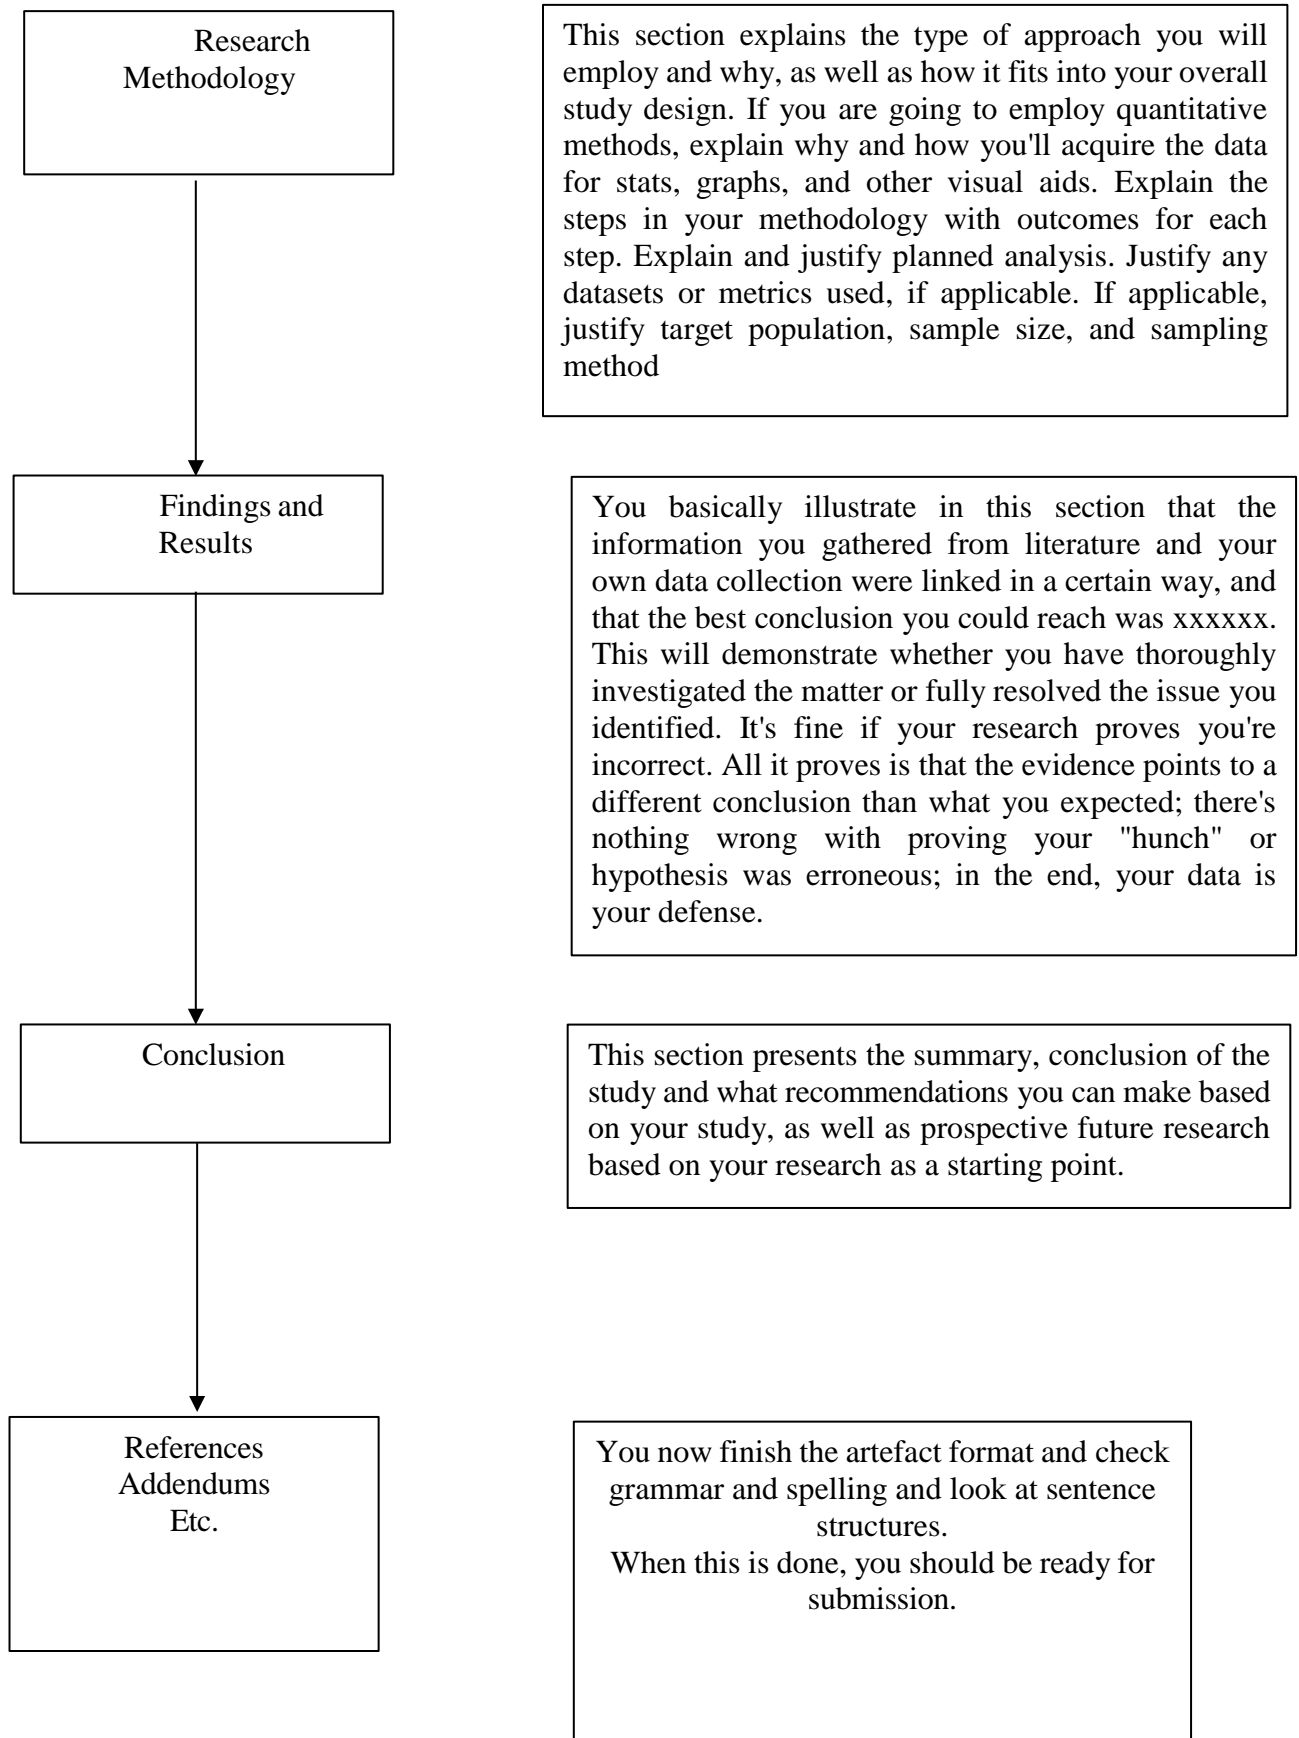 Research
Methodology
This section explains the type of approach you will
employ and why, as well as how it fits into your overall
study design. If you are going to employ quantitative
methods, explain why and how you'll acquire the data
for stats, graphs, and other visual aids. Explain the
steps in your methodology with outcomes for each
step. Explain and justify planned analysis. Justify any
datasets or metrics used, if applicable. If applicable,
justify target population, sample size, and sampling
method
Findings and
Results
You basically illustrate in this section that the
information you gathered from literature and your
own data collection were linked in a certain way, and
that the best conclusion you could reach was xxxxxx.
This will demonstrate whether you have thoroughly
investigated the matter or fully resolved the issue you
identified. It's fine if your research proves you're
incorrect. All it proves is that the evidence points to a
different conclusion than what you expected; there's
nothing wrong with proving your "hunch" or
hypothesis was erroneous; in the end, your data is
your defense.
Conclusion
This section presents the summary, conclusion of the
study and what recommendations you can make based
on your study, as well as prospective future research
based on your research as a starting point.
References
Addendums
Etc.
You now finish the artefact format and check
grammar and spelling and look at sentence
structures.
When this is done, you should be ready for
submission.